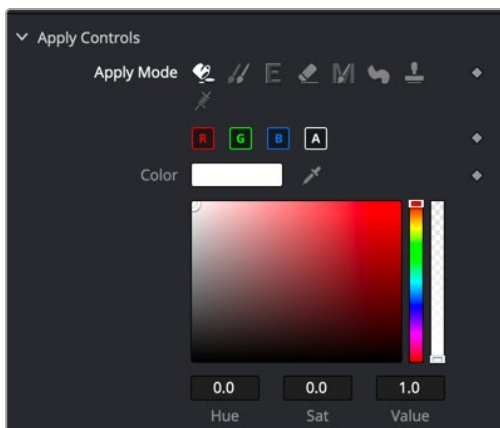 Apply Controls
Apply Mode
R G B A
Color
0.0 0.0 1.0
Hue Sat Value